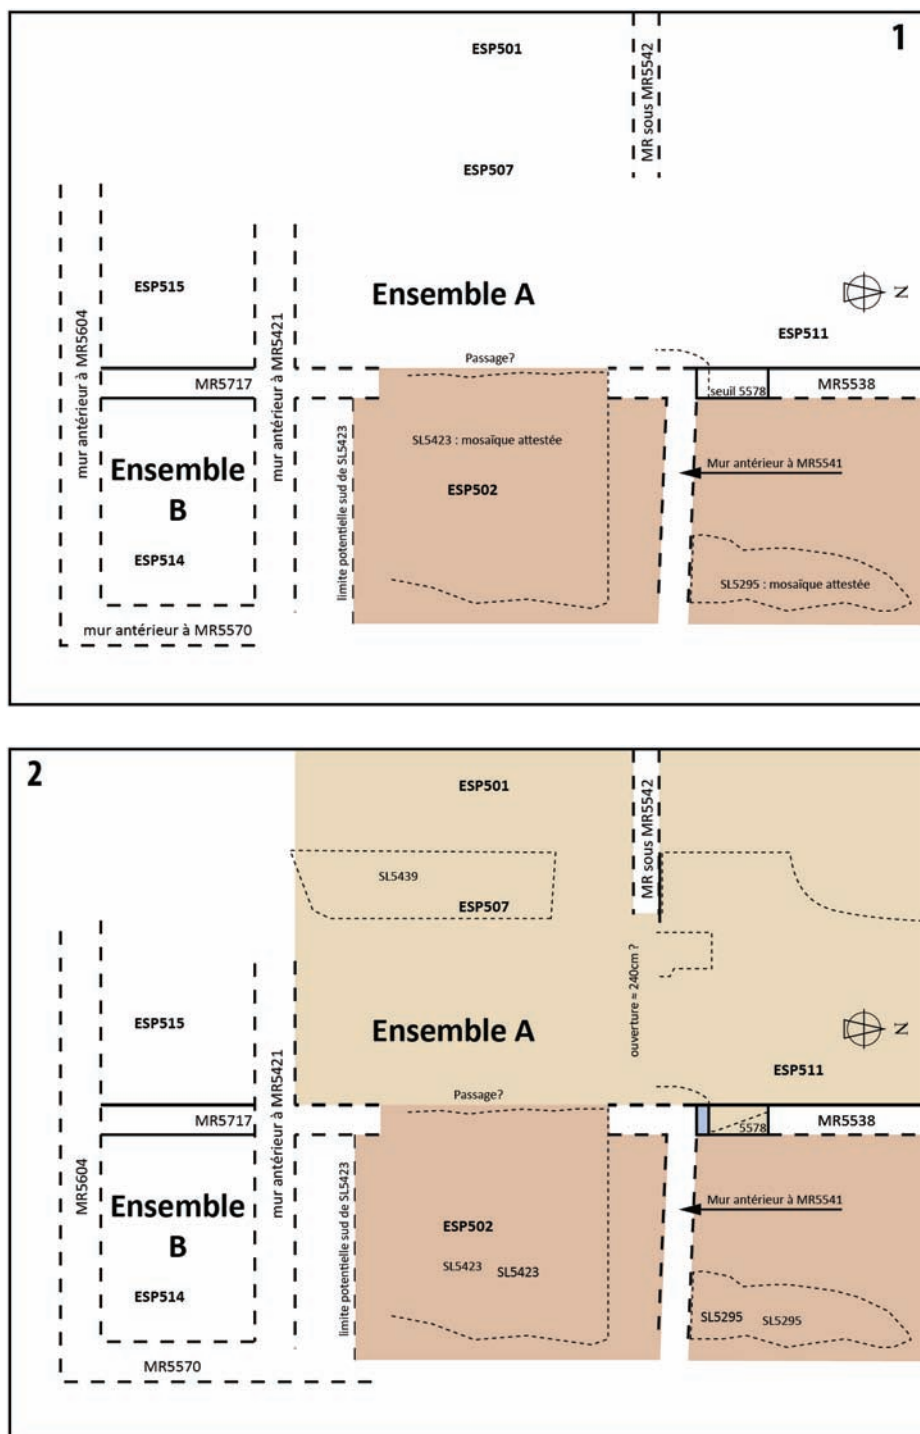 1
ESP501
MR sous MR5542
ESP507
ESP515
Ensemble A
N
mur antérieur à MR5604
mur antérieur à MR5421
ESP511
Passage?
MR5717
seuil 5578
MR5538
limite potentielle sud de SL5423
SL5423 : mosaïque attestée
Mur antérieur à MR5541
Ensemble
B
ESP502
ESP514
SL5295 : mosaïque attestée
mur antérieur à MR5570
2
ESP501
MR sous MR5542
SL5439
ESP507
ouverture ≈ 240cm ?
ESP515
Ensemble A
N
mur antérieur à MR5421
ESP511
Passage?
MR5717
5578
MR5538
MR5604
limite potentielle sud de SL5423
Mur antérieur à MR5541
Ensemble
B
ESP502
SL5423
SL5423
ESP514
SL5295
SL5295
MR5570